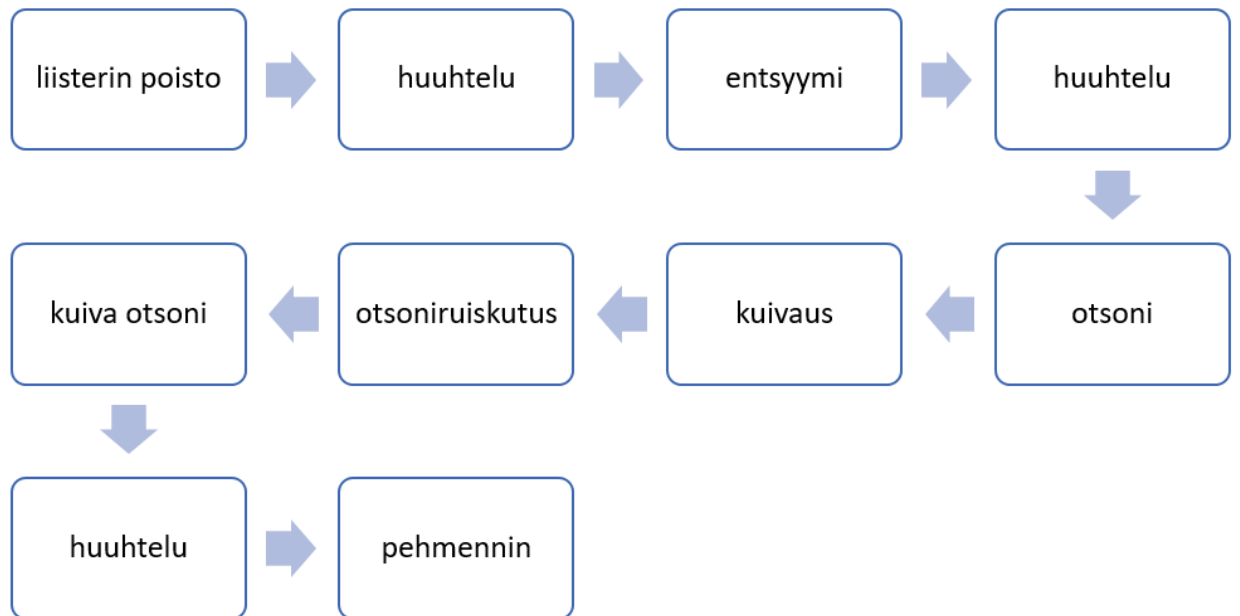 liisterin poisto
huuhtelu
entsyymi
huuhtelu
otsoni
kuivaus
otsoniruiskutus
kuiva otsoni
huuhtelu
pehmennin